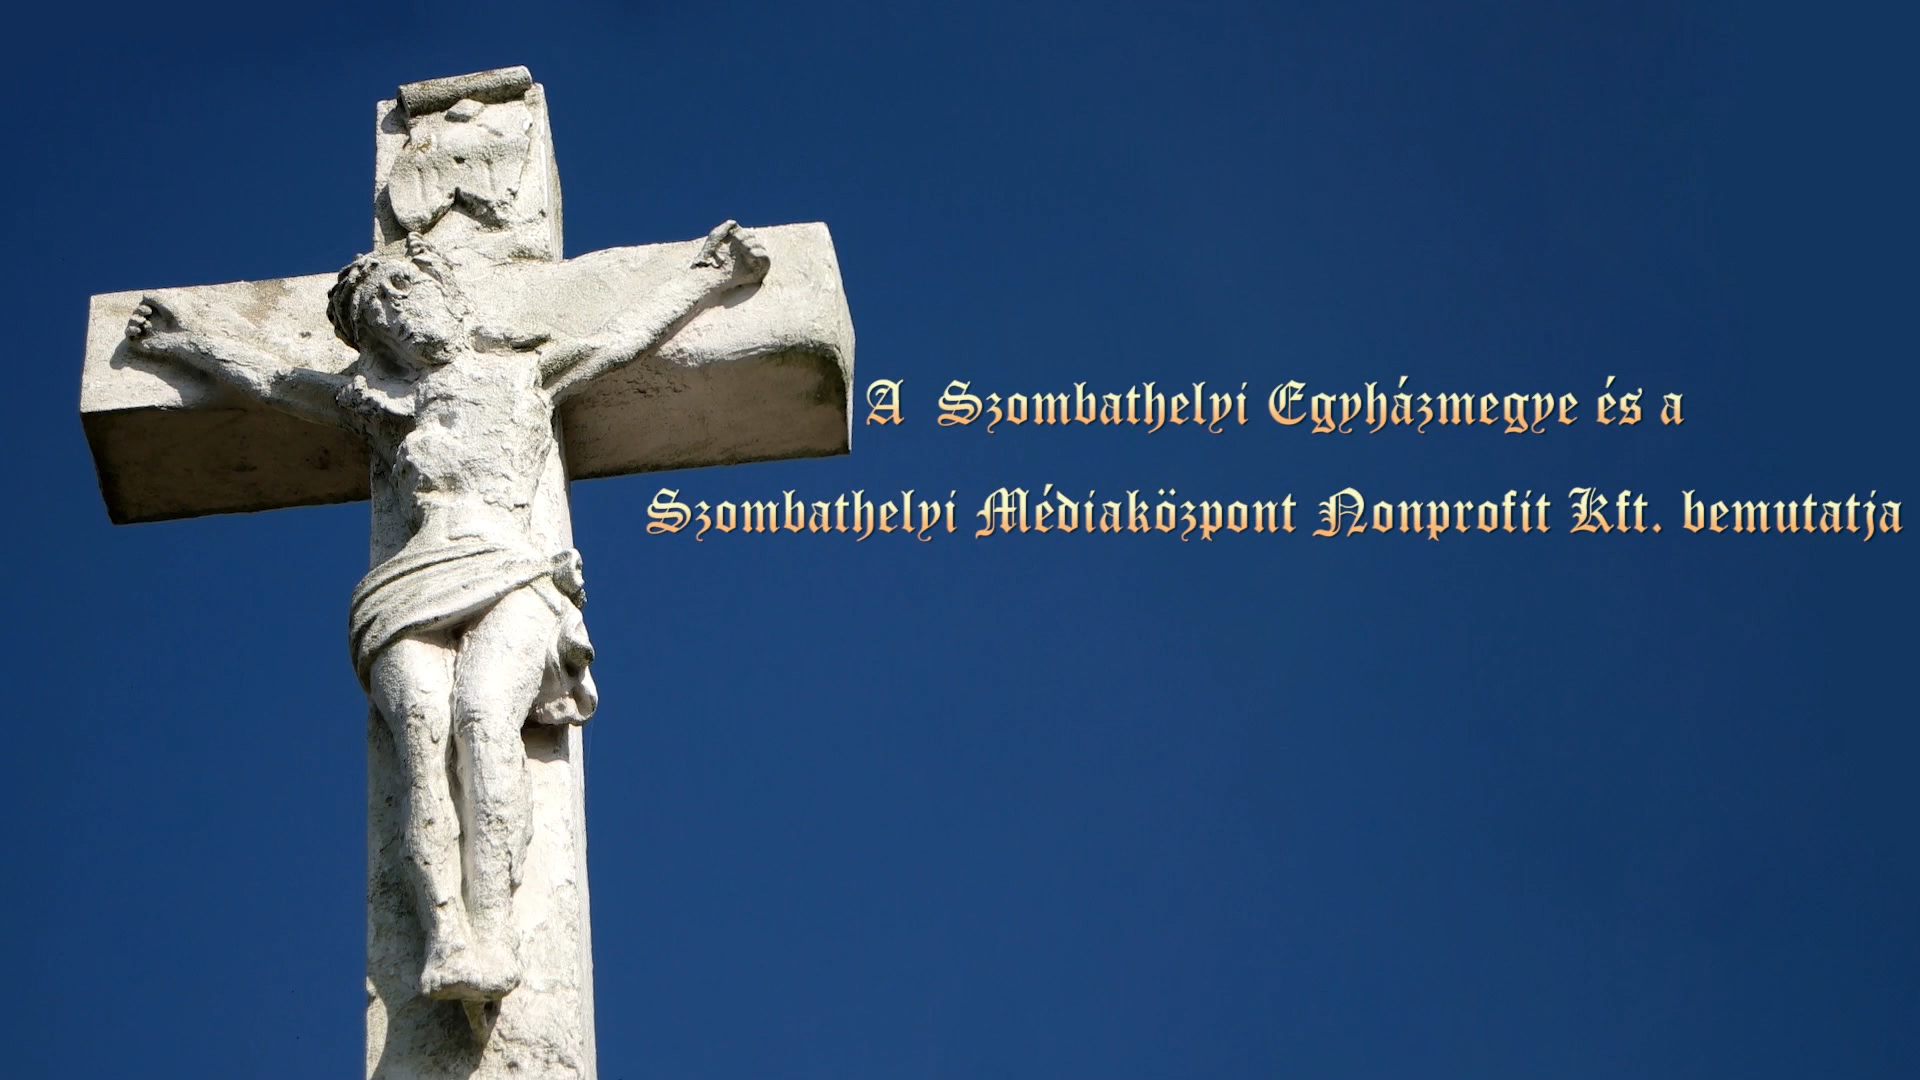 A Szombathelyi Egyházmegye és a
Szombathelyi Médiaközpont Nonprofit Kft. bemutatja